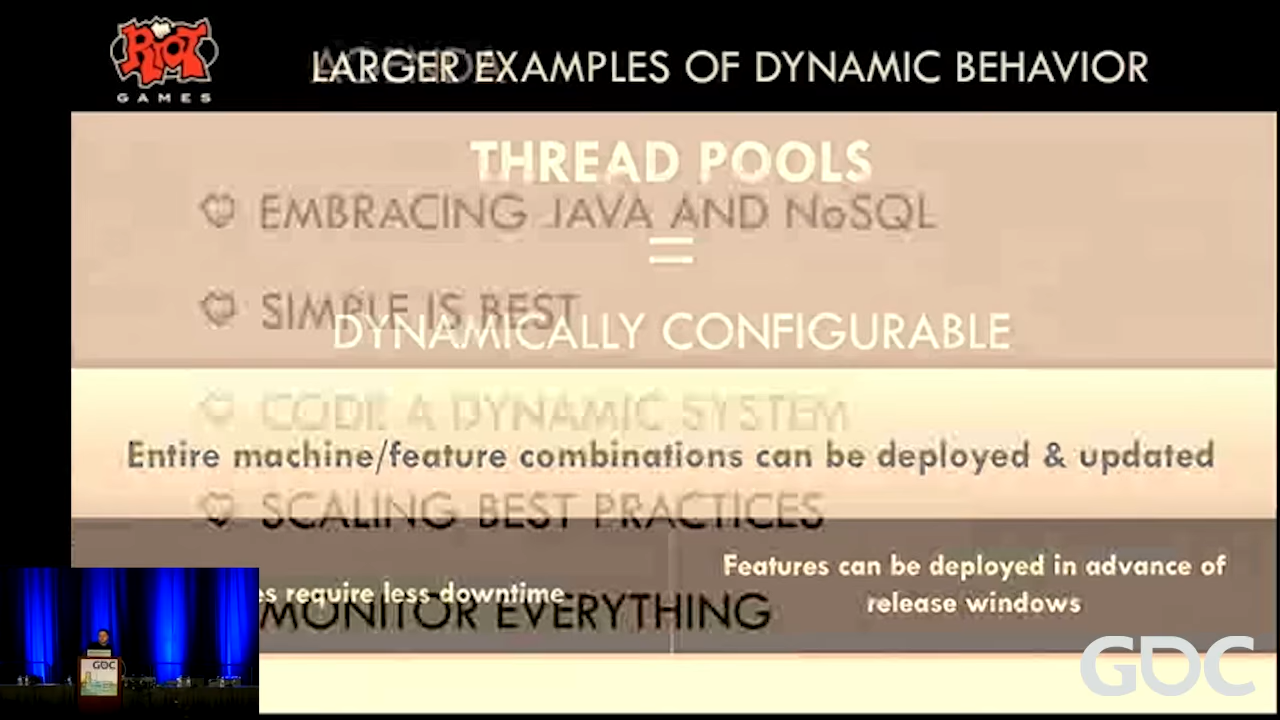 RIOT
GAMES
AGENDA
LARGER EXAMPLES OF DYNAMIC BEHAVIOR
THREAD POOLS
EMBRACING JAVA AND NoSQL
=
SIMPLE IS BEST
DYNAMICALLY CONFIGURABLE
CODE A DYNAMIC SYSTEM
Entire machine/feature combinations can be deployed & updated
SCALING BEST PRACTICES
es require less downtime
Features can be deployed in advance of
release windows
MONITOR EVERYTHING
GDC
GDC